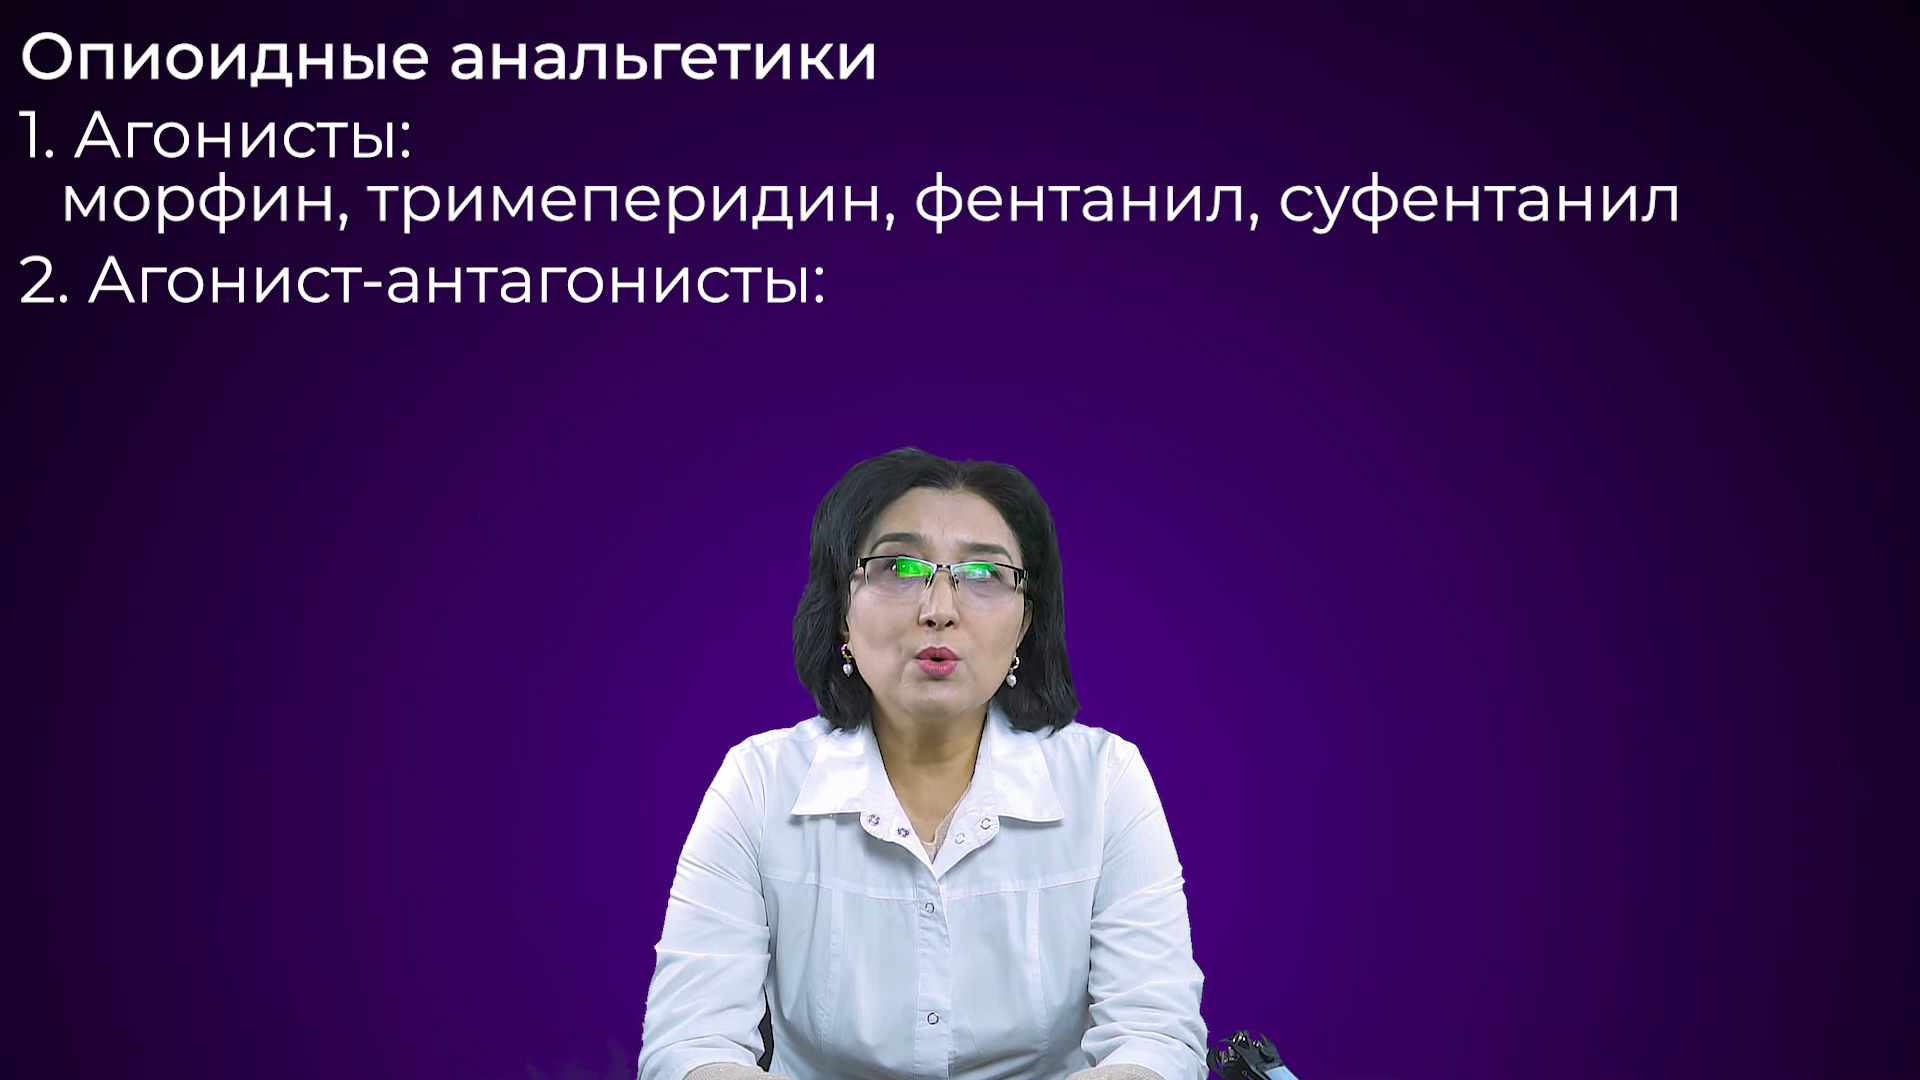 Опиоидные анальгетики
1. Агонисты:
морфин, тримеперидин, фентанил, суфентанил
2. Агонист-антагонисты: